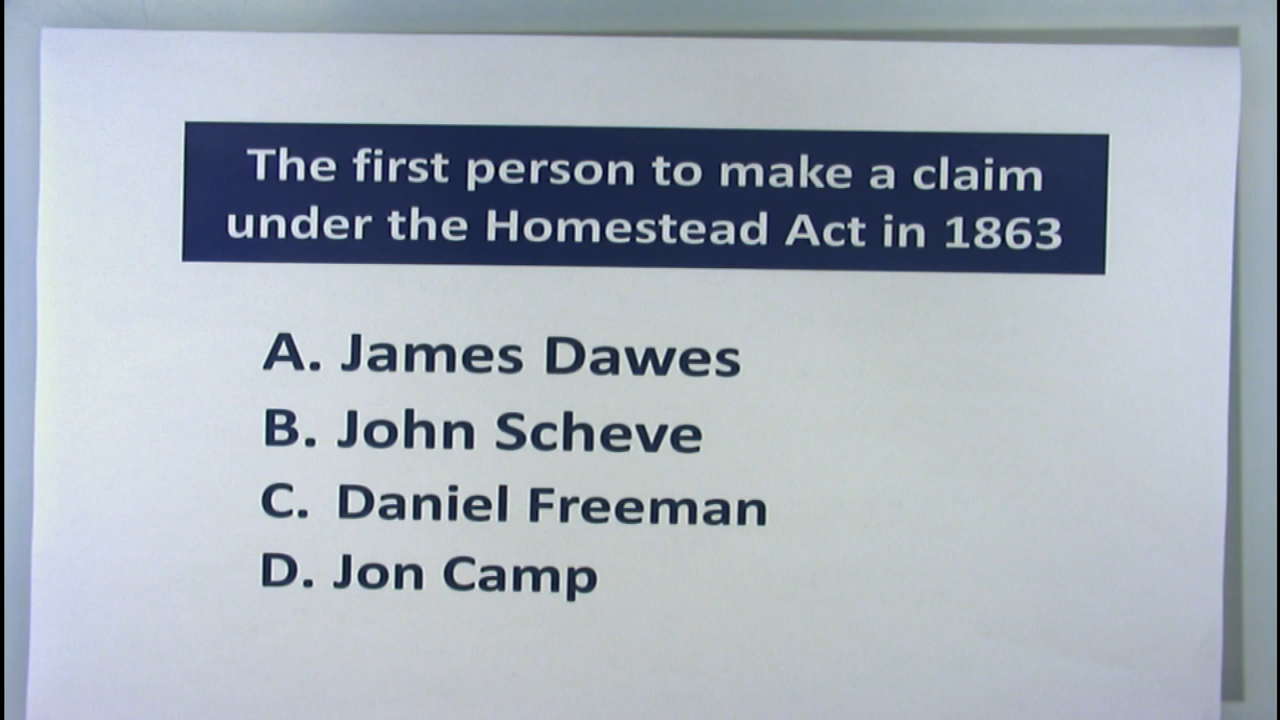 The first person to make a claim
under the Homestead Act in 1863
A. James Dawes
B. John Scheve
C. Daniel Freeman
D. Jon Camp